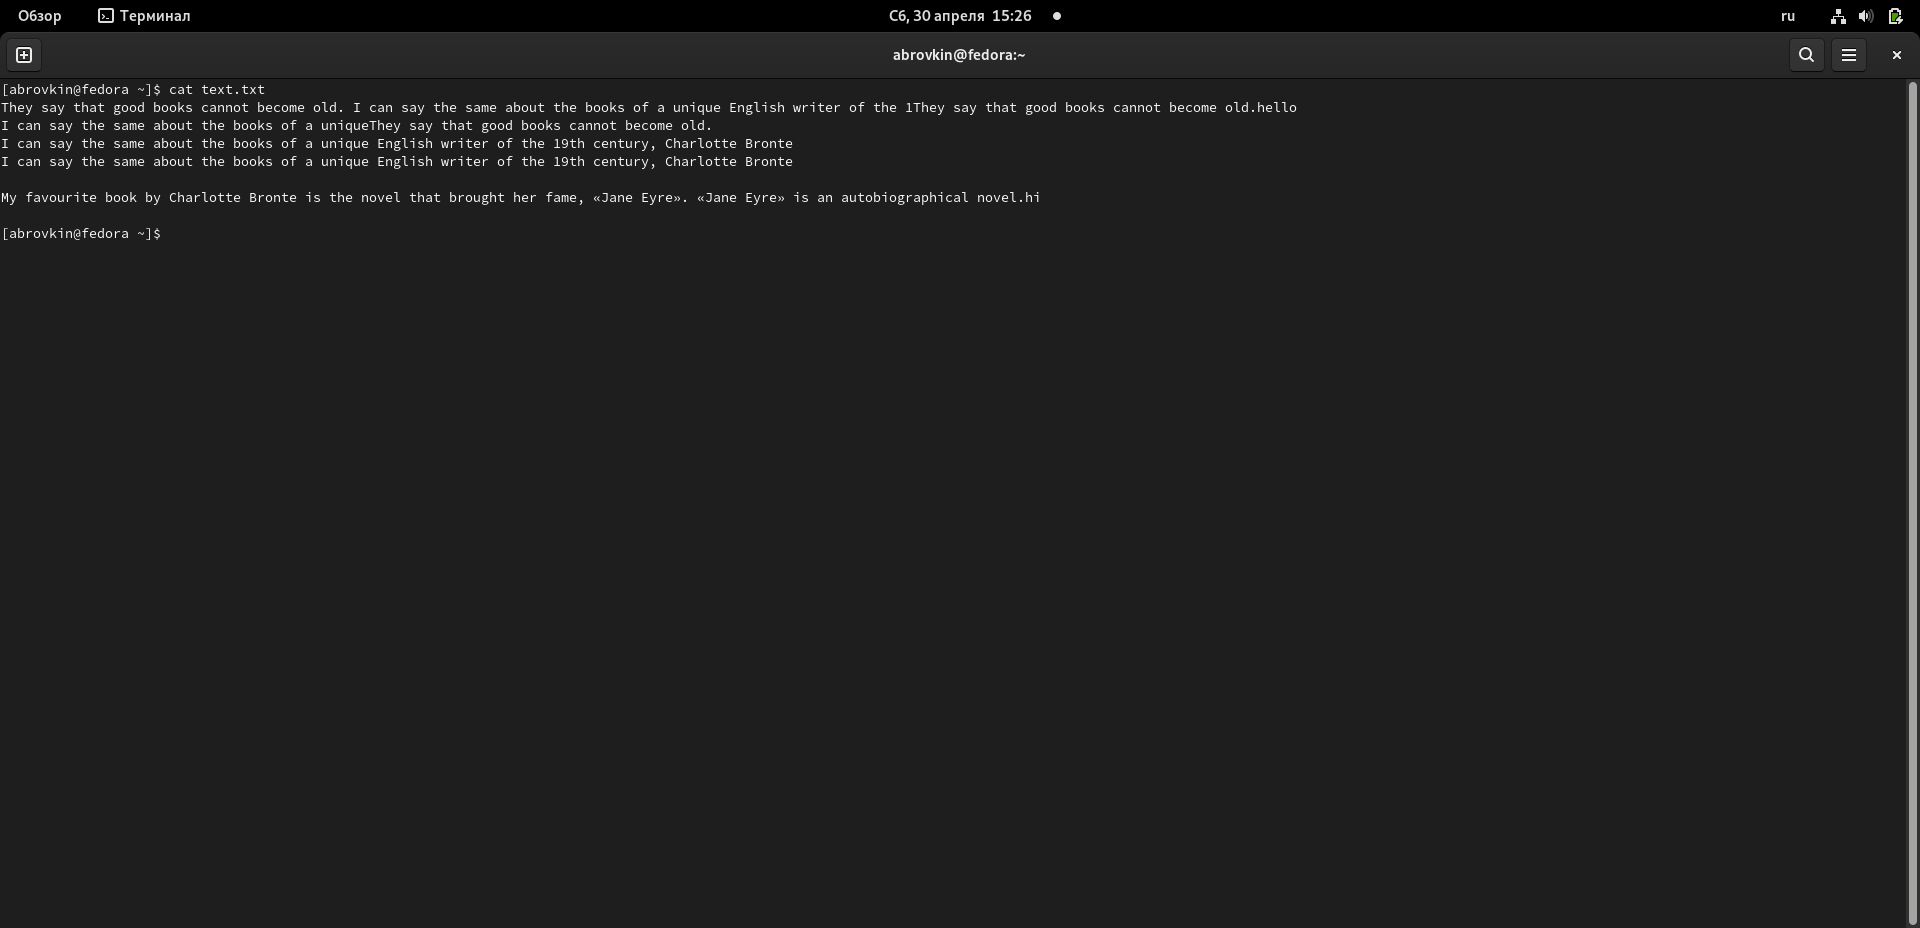 Обзор Терминал Сб, 30 апреля 15:26 ru
abrovkin@fedora:~
[abrovkin@fedora ~]$ cat text.txt
They say that good books cannot become old. I can say the same about the books of a unique English writer of the 1They say that good books cannot become old.hello
I can say the same about the books of a uniqueThey say that good books cannot become old.
I can say the same about the books of a unique English writer of the 19th century, Charlotte Bronte
I can say the same about the books of a unique English writer of the 19th century, Charlotte Bronte
My favourite book by Charlotte Bronte is the novel that brought her fame, «Jane Eyre». «Jane Eyre» is an autobiographical novel.hi
[abrovkin@fedora ~]$